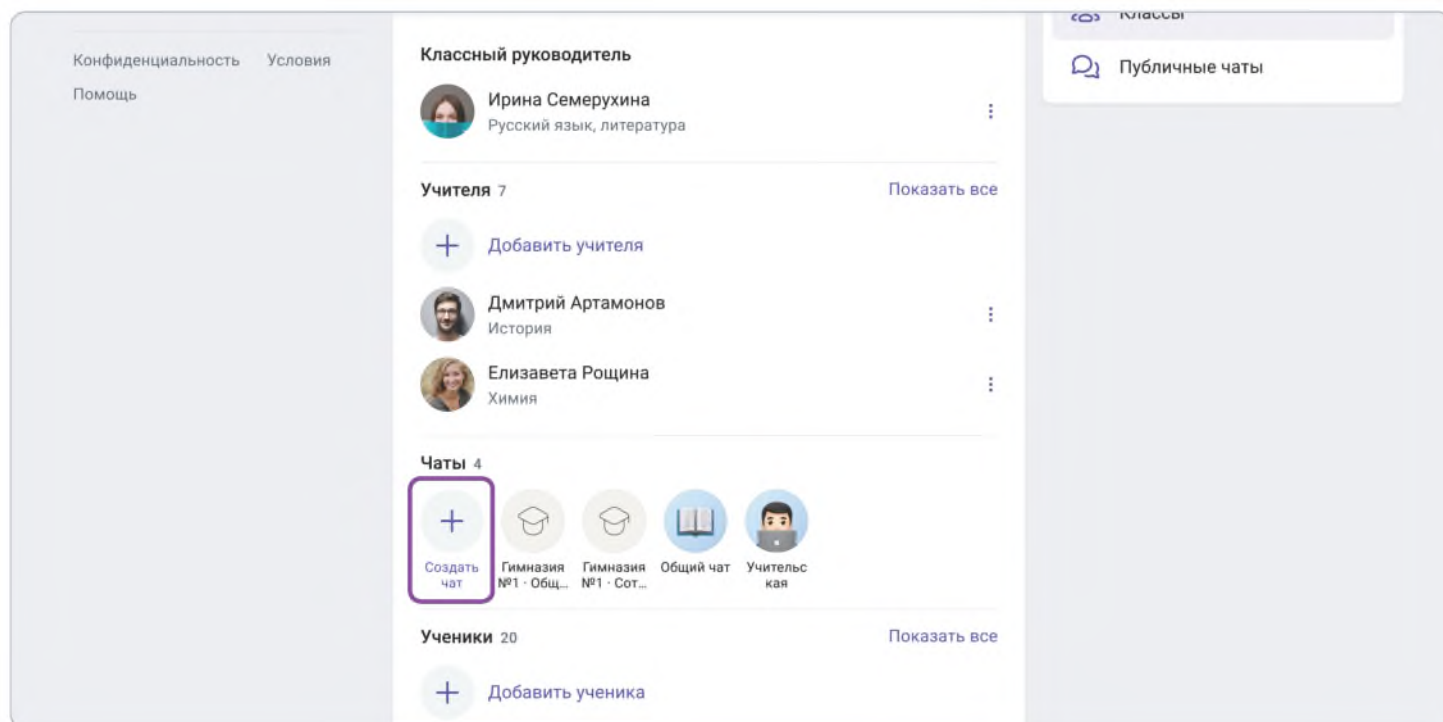 Конфиденциальность Условия
Помощь
Классный руководитель
Ирина Семерухина
Русский язык, литература
Учителя 7
Показать все
Добавить учителя
Дмитрий Артамонов
История
Елизавета Рощина
Химия
Чаты 4
Создать чат
Гимназия №1 · Общ...
Гимназия №1 · Сот...
Общий чат
Учительс
кая
Ученики 20
Показать все
Добавить ученика
Классы
Публичные чаты